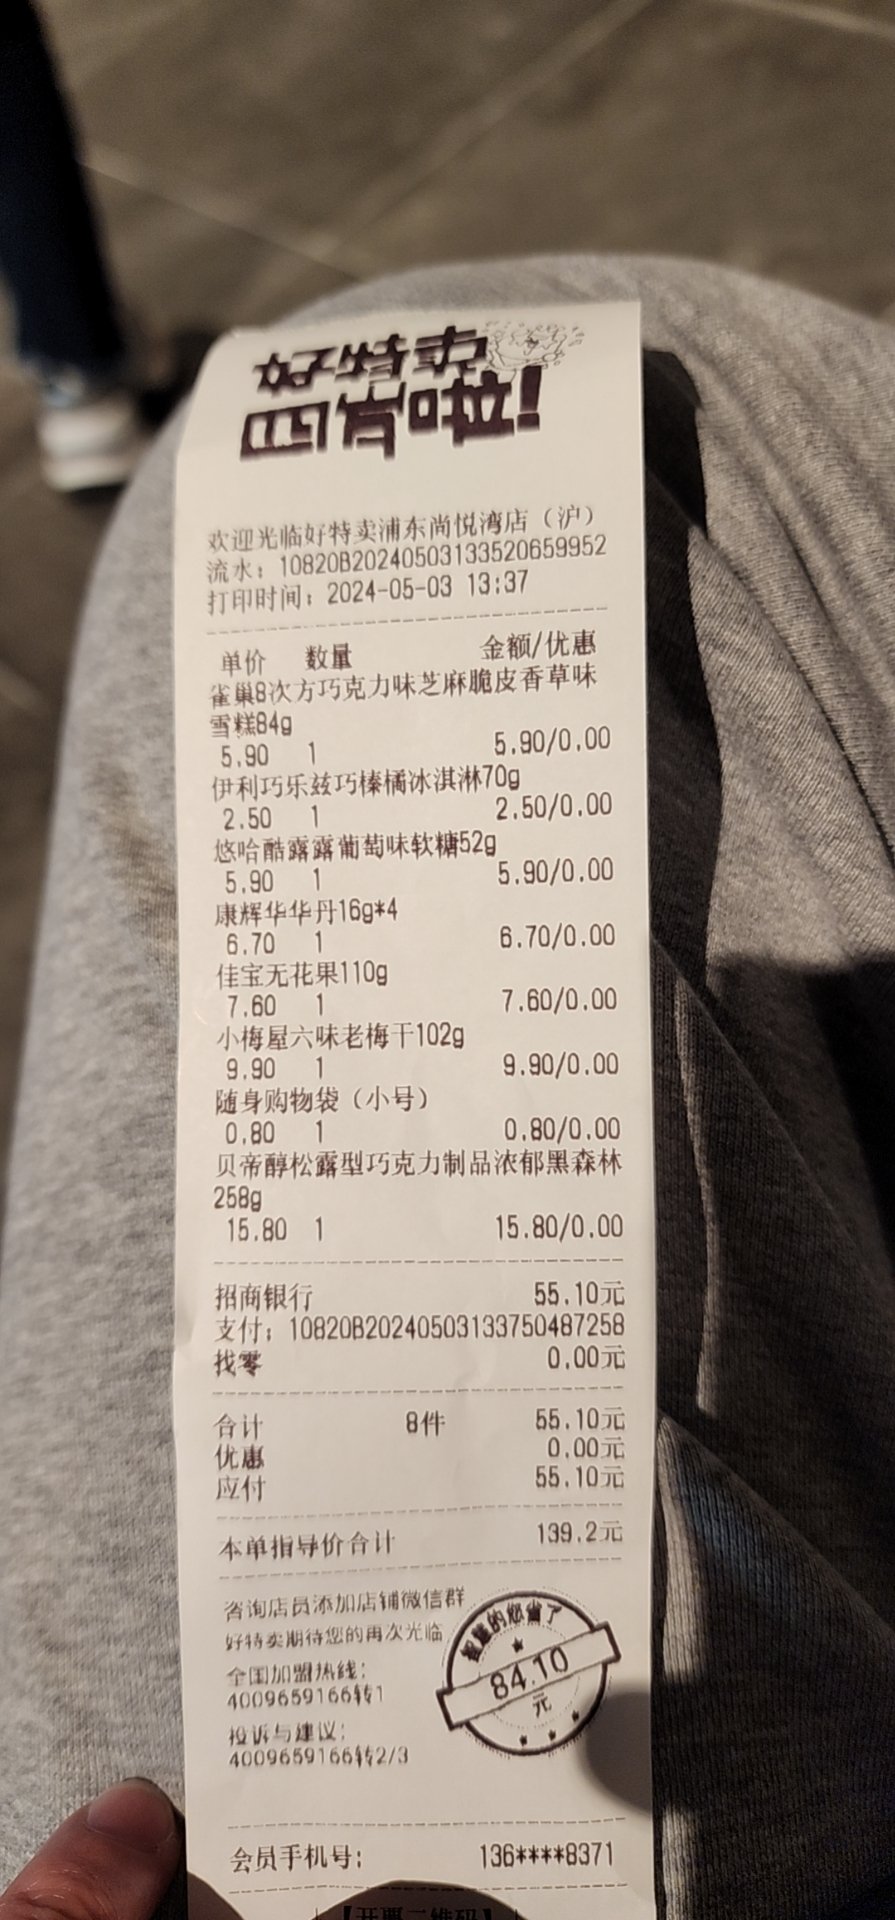 好特卖
具好哇!
欢迎光临好特卖浦东尚悦湾店（沪）
流水：10820B20240503133520659952
打印时间：2024-05-03 13:37
单价 数量 金额/优惠
雀巢8次方巧克力味芝麻脆皮香草味
雪糕84g
5.90 1 5.90/0.00
伊利巧乐兹巧榛橘冰淇淋70g
2.50 1 2.50/0.00
悠哈酷露露葡萄味软糖52g
5.90 1 5.90/0.00
康辉华华丹16g*4
6.70 1 6.70/0.00
佳宝无花果110g
7.60 1 7.60/0.00
小梅屋六味老梅干102g
9.90 1 9.90/0.00
随身购物袋（小号）
0.80 1 0.80/0.00
贝帝醇松露型巧克力制品浓郁黑森林
258g
15.80 1 15.80/0.00
招商银行 55.10元
支付：10820B20240503133750487258
找零 0.00元
合计 8件 55.10元
优惠 0.00元
应付 55.10元
本单指导价合计 139.2元
咨询店员添加店铺微信群
好特卖期待您的再次光临
全国加盟热线：
4009659166转1
投诉与建议：
4009659166转2/3
智慧的您省了
84.10
元
会员手机号： 136****8371
【开票二维码】